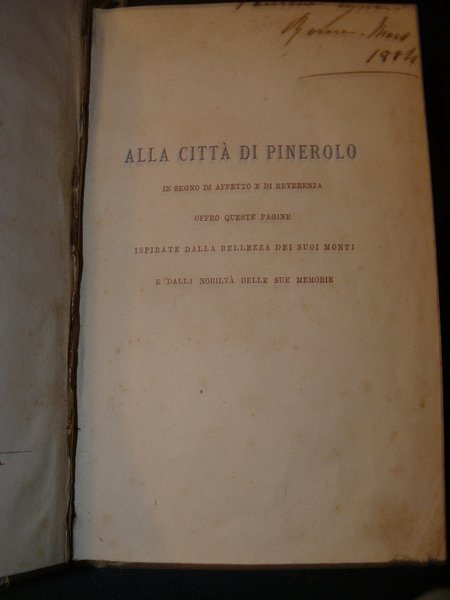 1884
ALLA CITTÀ DI PINEROLO
IN SEGNO DI AFFETTO E DI REVERENZA
OFFRO QUESTE PAGINE
ISPIRATE DALLA BELLEZZA DEI SUOI MONTI
E DALLA NOBILTÀ DELLE SUE MEMORIE